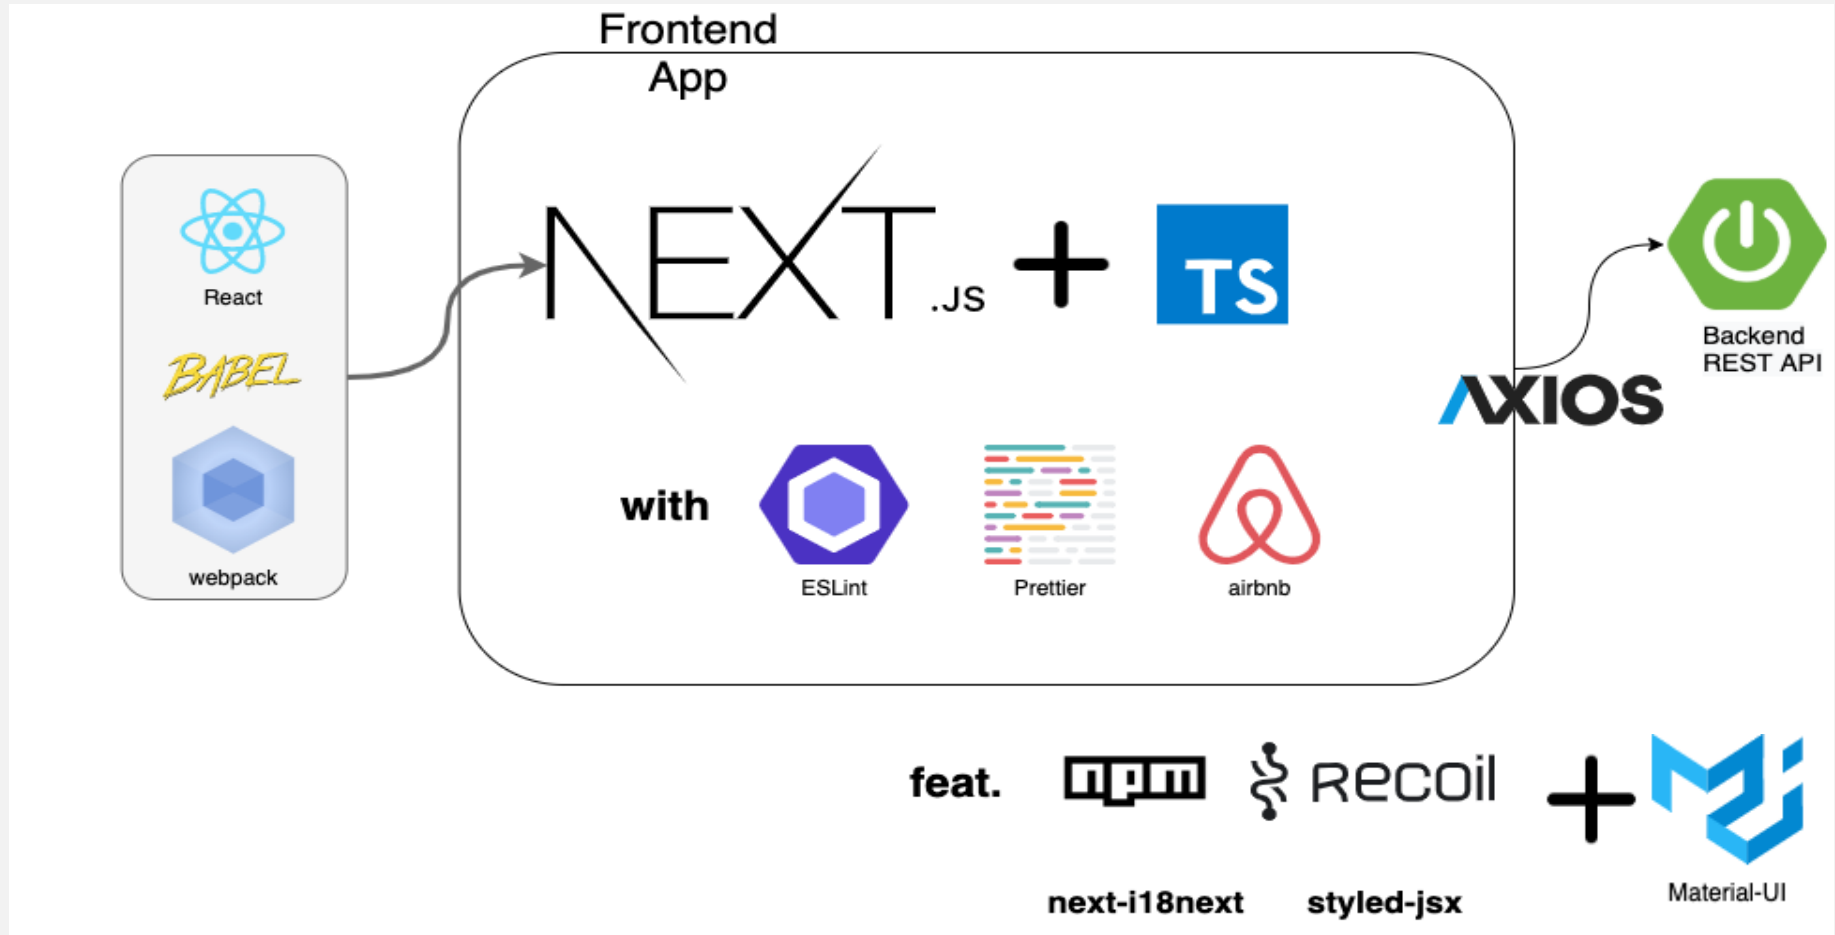 Frontend
App
React
BABEL
webpack
NEXT.JS
TS
with
ESLint
Prettier
airbnb
AXIOS
Backend
REST API
feat.
npm
RECOIL
Material-UI
next-i18next
styled-jsx